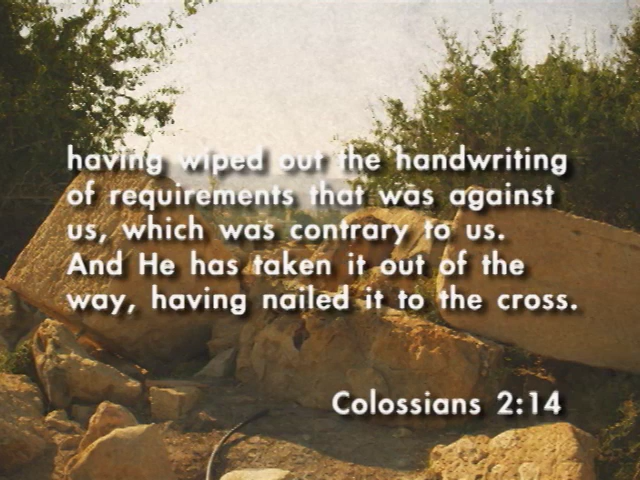 having wiped out the handwriting
of requirements that was against
us, which was contrary to us.
And He has taken it out of the
way, having nailed it to the cross.
Colossians 2:14